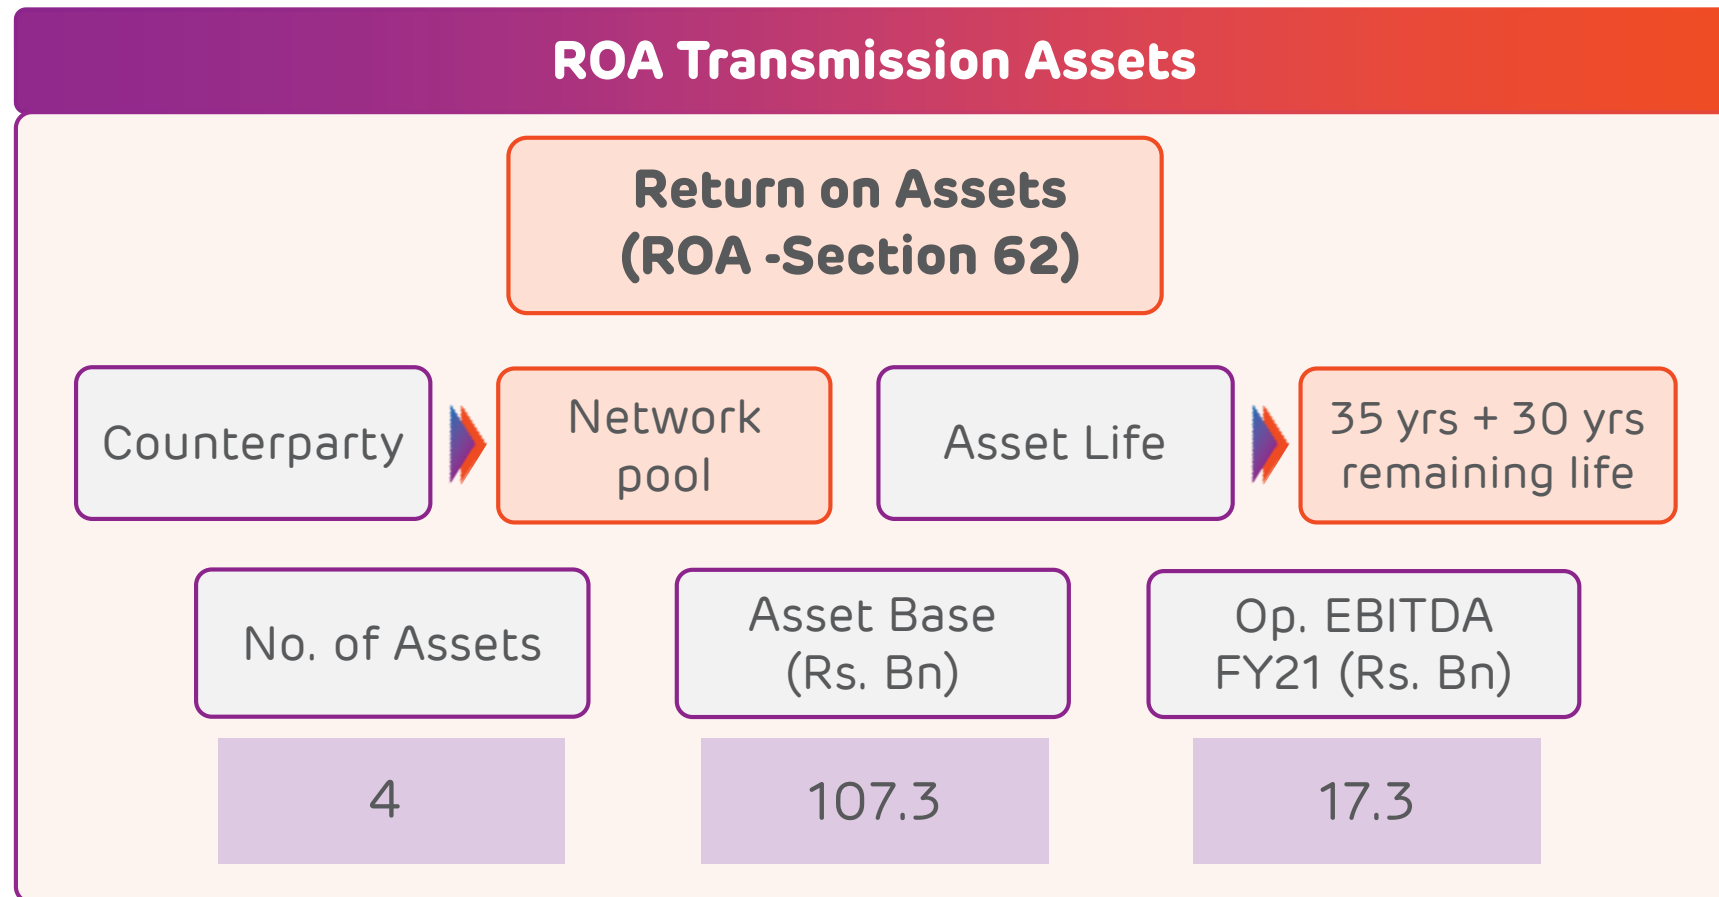 ROA Transmission Assets
Return on Assets
(ROA -Section 62)
Counterparty
Network
pool
Asset Life
35 yrs + 30 yrs
remaining life
No. of Assets
Asset Base
(Rs. Bn)
Op. EBITDA
FY21 (Rs. Bn)
4
107.3
17.3